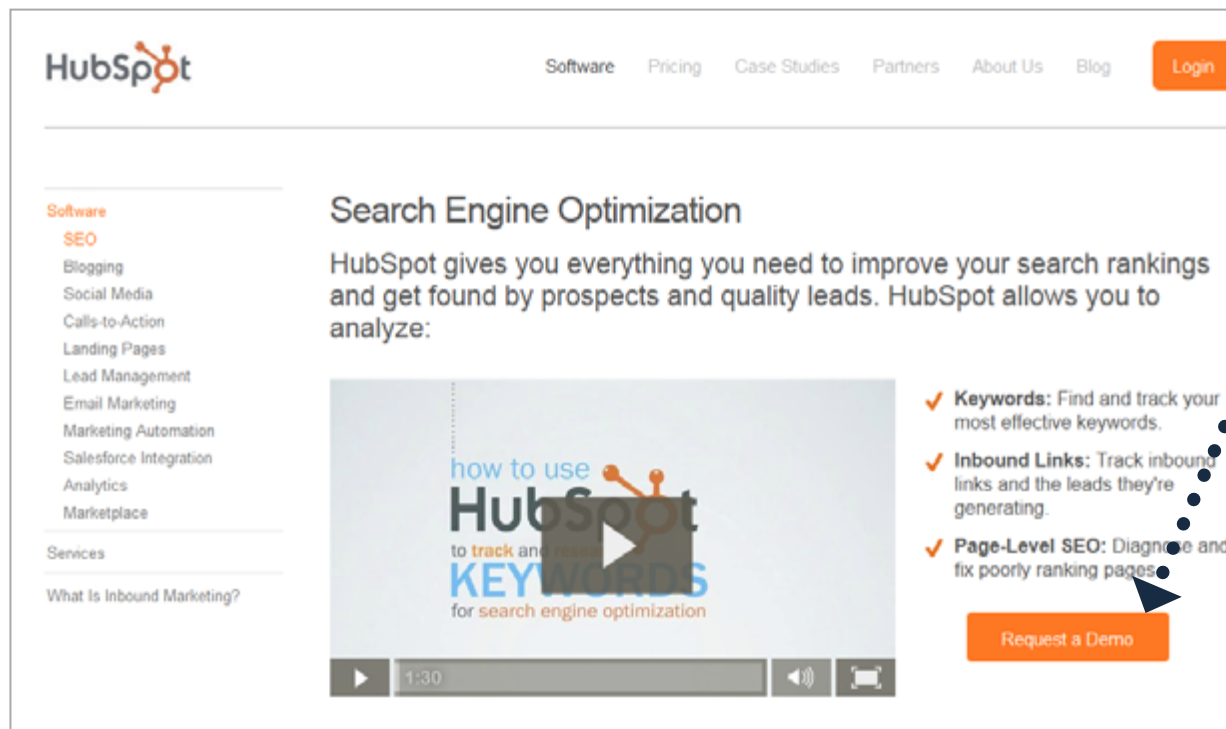 HubSpot
Software Pricing Case Studies Partners About Us Blog Login
Software
SEO
Blogging
Social Media
Calls-to-Action
Landing Pages
Lead Management
Email Marketing
Marketing Automation
Salesforce Integration
Analytics
Marketplace
Services
What Is Inbound Marketing?
Search Engine Optimization
HubSpot gives you everything you need to improve your search rankings
and get found by prospects and quality leads. HubSpot allows you to
analyze:
how to use
HubSpot
to track and
KEYWORDS
for search engine optimization
1:30
Keywords: Find and track your
most effective keywords.
Inbound Links: Track inbound
links and the leads they're
generating.
Page-Level SEO: Diagnose and
fix poorly ranking pages
Request a Demo